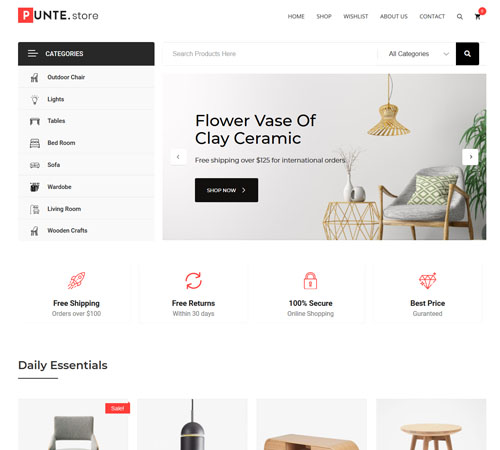 PUNTE.store
HOME SHOP WISHLIST ABOUT US CONTACT 0
CATEGORIES
Search Products Here All Categories
Outdoor Chair
Lights
Tables
Bed Room
Sofa
Wardobe
Living Room
Wooden Crafts
Flower Vase Of
Clay Ceramic
Free shipping over $125 for international orders
SHOP NOW
Free Shipping
Orders over $100
Free Returns
Within 30 days
100% Secure
Online Shopping
Best Price
Guranteed
Daily Essentials
Sale!